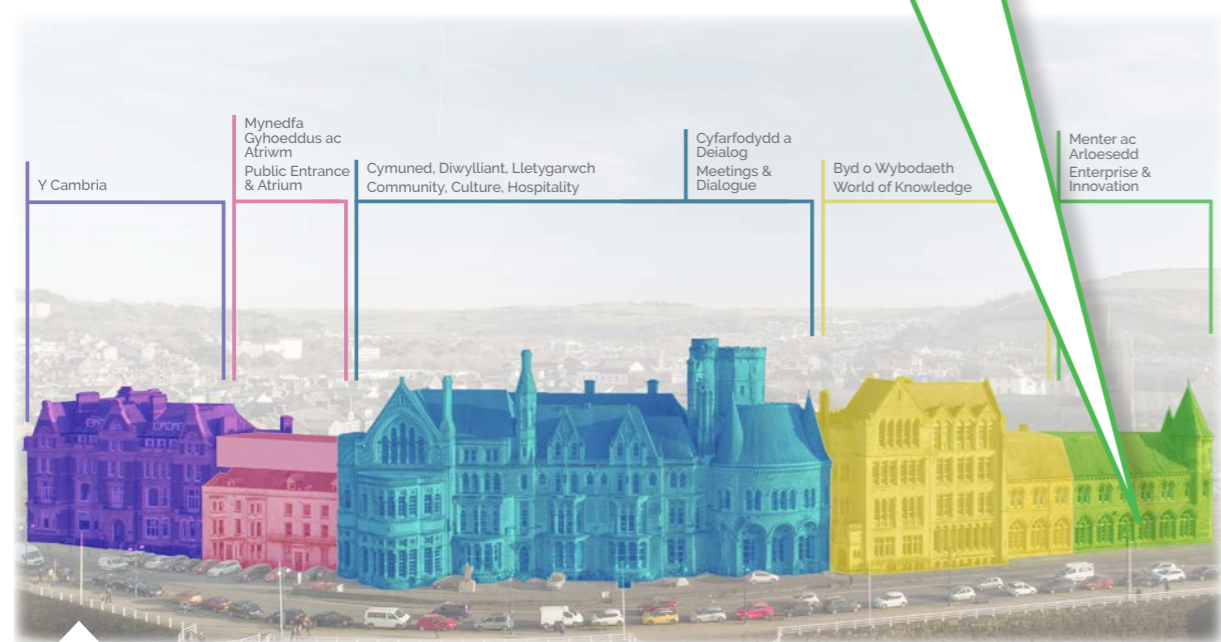 Y Cambria
Mynedfa
Gyhoeddus ac
Atriwm
Public Entrance
& Atrium
Cymuned, Diwylliant, Lletygarwch
Community, Culture, Hospitality
Cyfarfodydd a
Deialog
Meetings &
Dialogue
Byd o Wybodaeth
World of Knowledge
Menter ac
Arloesedd
Enterprise &
Innovation